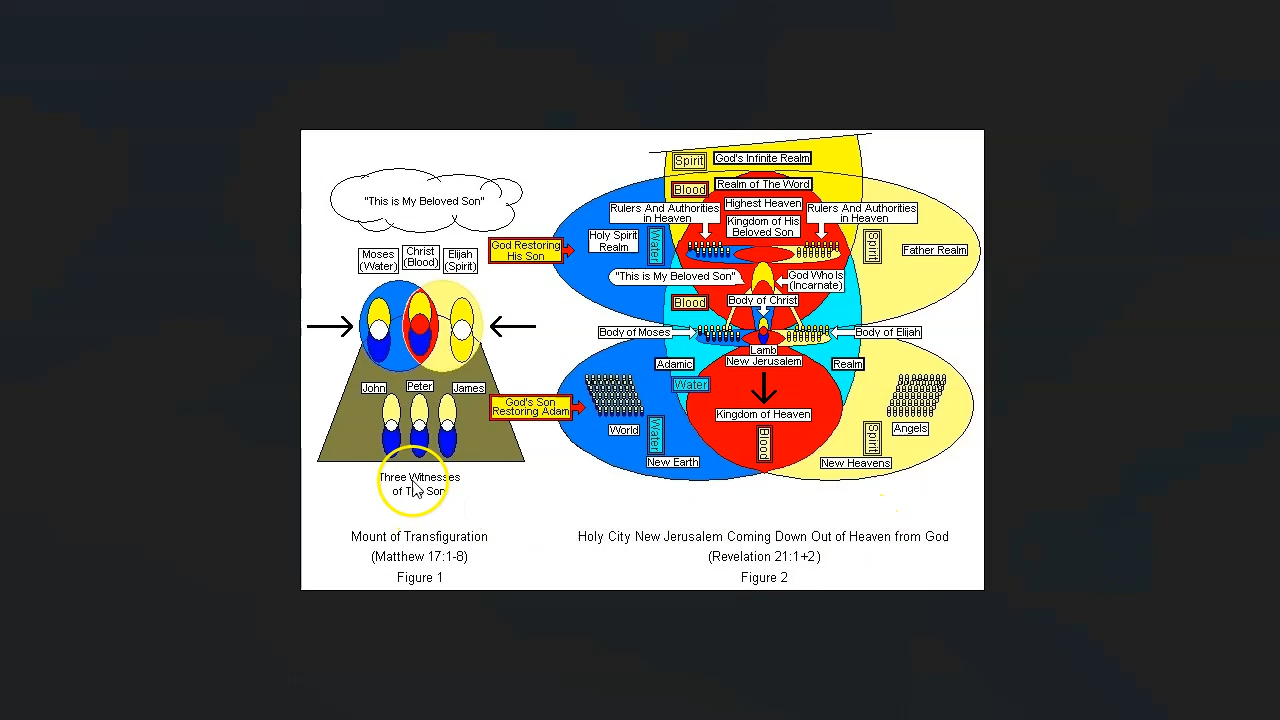 "This is My Beloved Son"
Moses
(Water)
Christ
(Blood)
Elijah
(Spirit)
John
Peter
James
Three Witnesses
of The Son
Mount of Transfiguration
(Matthew 17:1-8)
Figure 1
God Restoring
His Son
God's Son
Restoring Adam
Spirit
God's Infinite Realm
Blood
Realm of The Word
Highest Heaven
Rulers And Authorities
in Heaven
Kingdom of His
Beloved Son
Rulers And Authorities
in Heaven
Holy Spirit
Realm
Water
Spirit
Father Realm
"This is My Beloved Son"
God Who Is
(Incarnate)
Blood
Body of Christ
Body of Moses
Body of Elijah
Lamb
New Jerusalem
Adamic
Realm
Water
Kingdom of Heaven
World
Water
New Earth
Blood
Angels
Spirit
New Heavens
Holy City New Jerusalem Coming Down Out of Heaven from God
(Revelation 21:1+2)
Figure 2